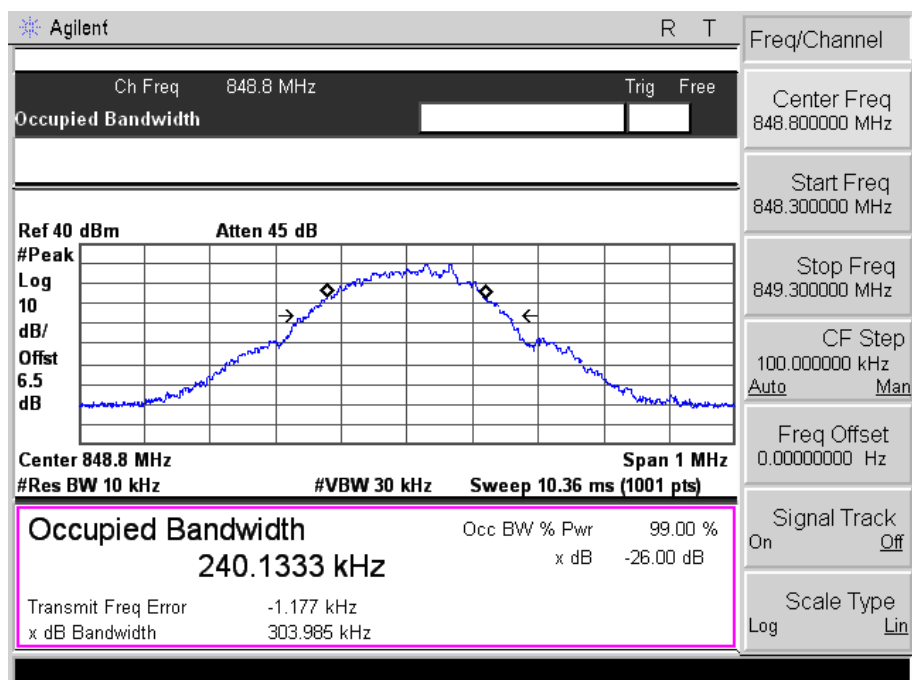 Agilent R T
Ch Freq 848.8 MHz Trig Free
Occupied Bandwidth
Ref 40 dBm Atten 45 dB
#Peak
Log
10
dB/
Offst
6.5
dB
Center 848.8 MHz Span 1 MHz
#Res BW 10 kHz #VBW 30 kHz Sweep 10.36 ms (1001 pts)
Occupied Bandwidth
240.1333 kHz
Occ BW % Pwr 99.00 %
x dB -26.00 dB
Transmit Freq Error -1.177 kHz
x dB Bandwidth 303.985 kHz
Freq/Channel
Center Freq
848.800000 MHz
Start Freq
848.300000 MHz
Stop Freq
849.300000 MHz
CF Step
100.000000 kHz
Auto Man
Freq Offset
0.00000000 Hz
Signal Track
On Off
Scale Type
Log Lin